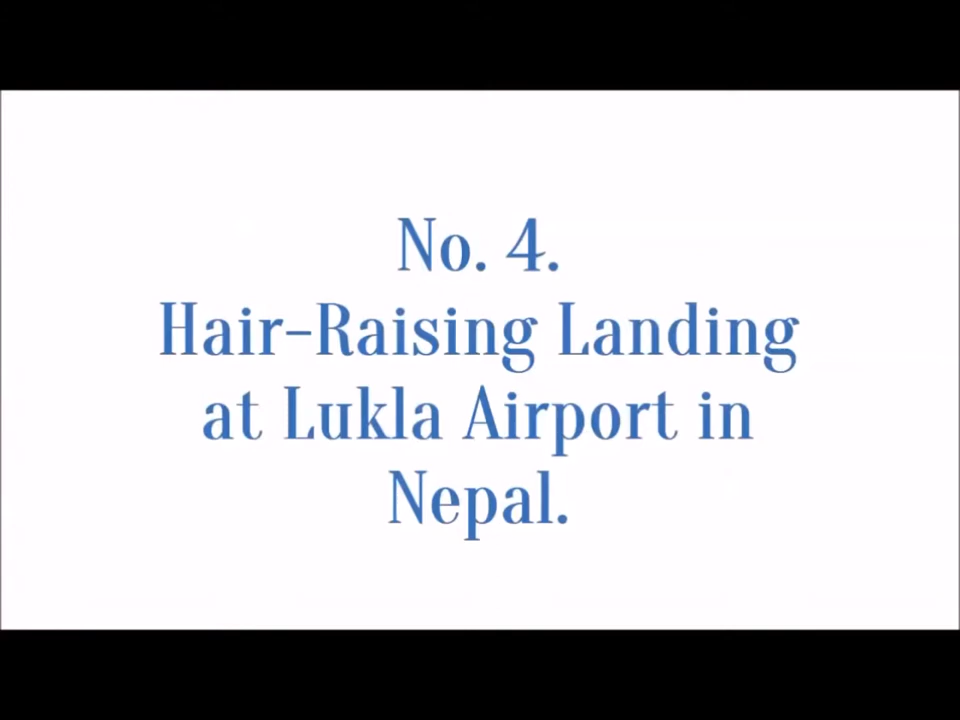 No. 4.
Hair-Raising Landing
at Lukla Airport in
Nepal.